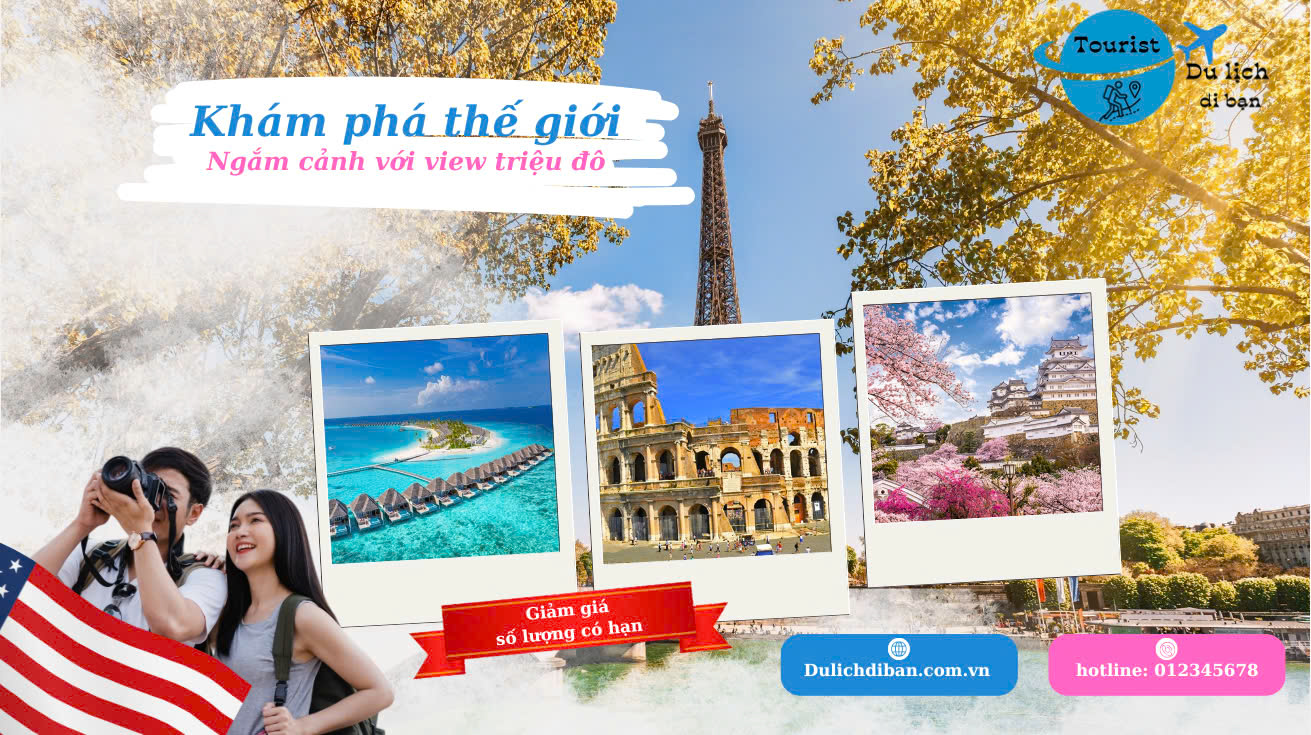 Khám phá thế giới
Ngắm cảnh với view triệu đô
Tourist
Du lịch
di bạn
Giảm giá
số lượng có hạn
Dulichdiban.com.vn
hotline: 012345678